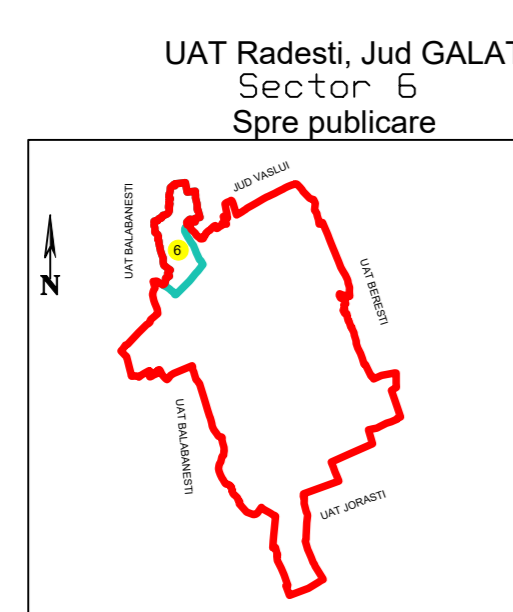 UAT Radesti, Jud GALAT
Sector 6
Spre publicare
JUD VASLUI
UAT BALABANESTI
6
N
UAT BERESTI
UAT BALABANESTI
UAT JORASTI